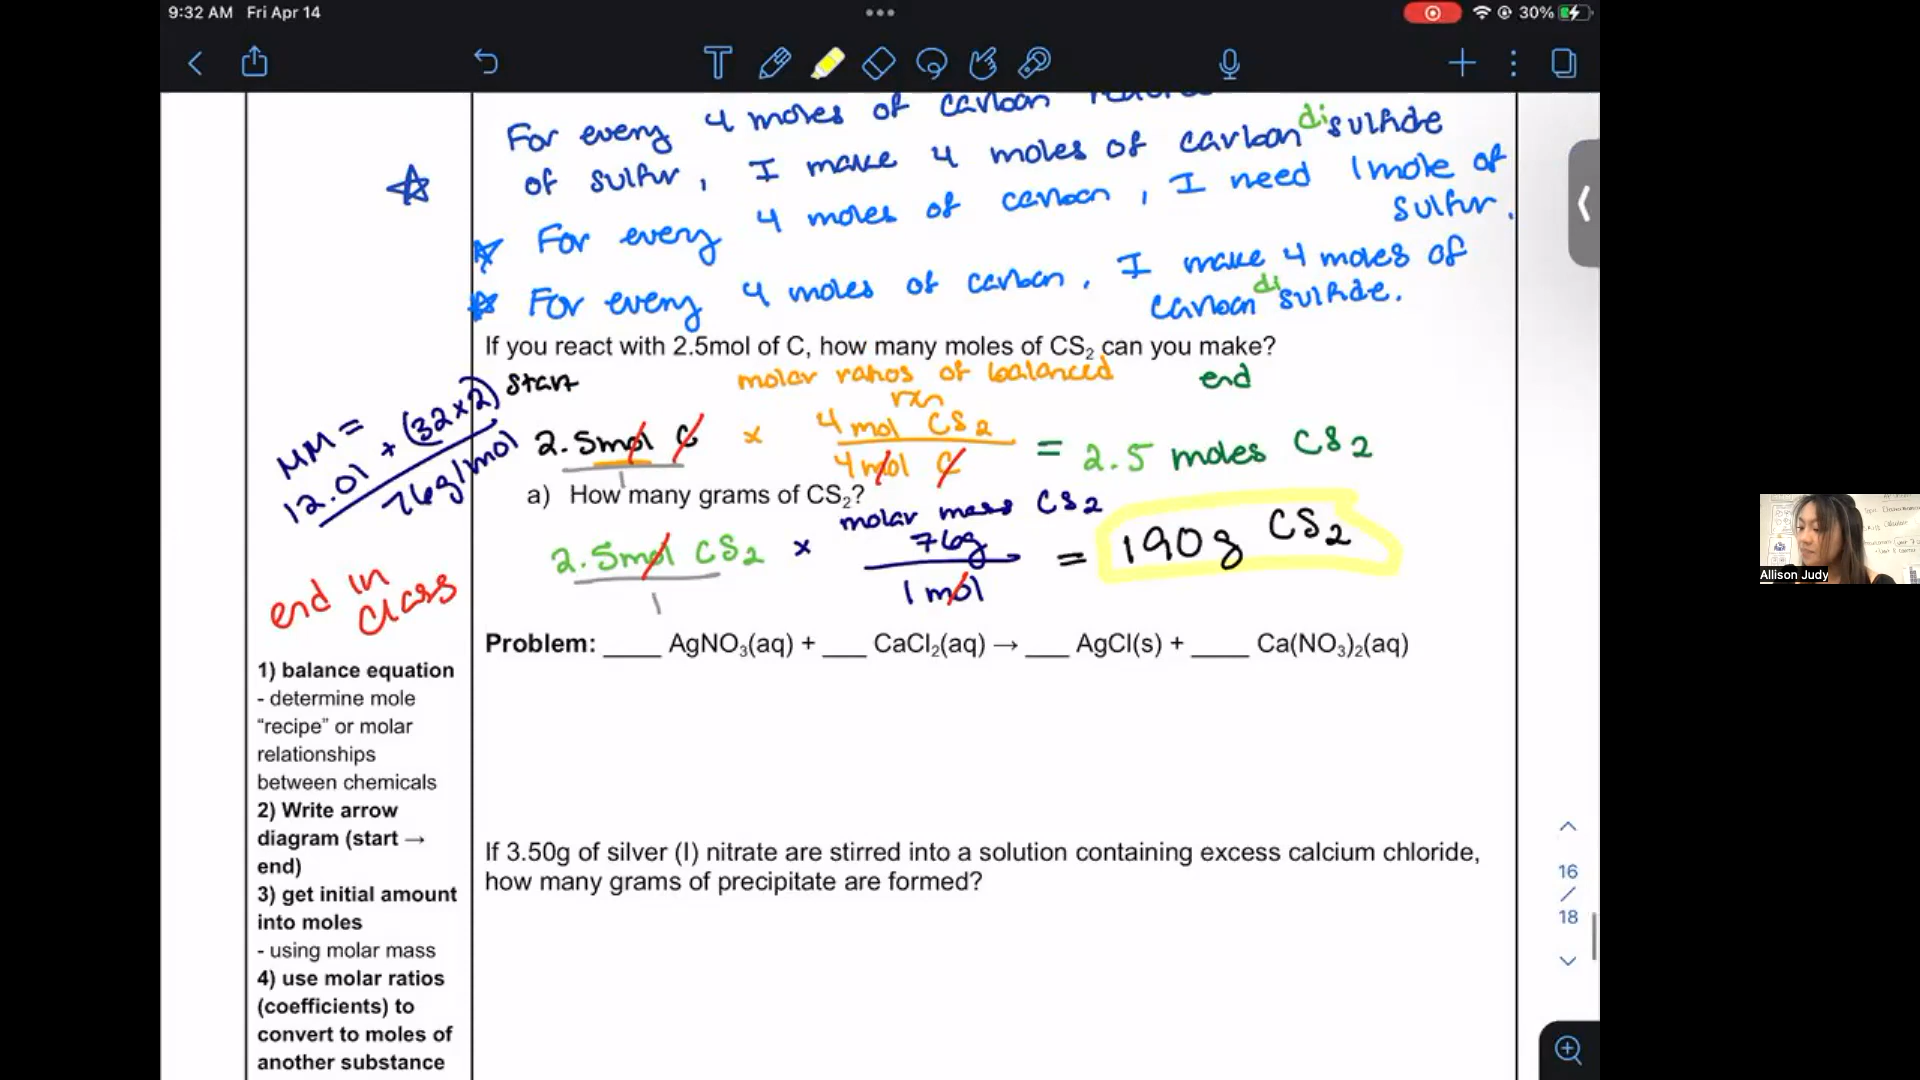 9:32 AM Fri Apr 14
30%
For every 4 moles of carbon
of sulfur, I make 4 moles of carbon disulfide
For every 4 moles of carbon, I need 1 mole of
sulfur.
For every 4 moles of carbon, I make 4 moles of
carbon disulfide.
If you react with 2.5mol of C, how many moles of CS₂ can you make?
start molar ratios of balanced end
rxn
MM =
12.01 + (32×2)
76g/mol
2.5mol C × 4 mol CS₂ = 2.5 moles CS₂
1 4 mol C
a) How many grams of CS₂?
molar mass CS₂
2.5mol CS₂ × 76g = 190g CS₂
1 1 mol
end in
class
Problem: ____ AgNO₃(aq) + ___ CaCl₂(aq) → ___ AgCl(s) + ____ Ca(NO₃)₂(aq)
1) balance equation
- determine mole
“recipe” or molar
relationships
between chemicals
2) Write arrow
diagram (start →
end)
3) get initial amount
into moles
- using molar mass
4) use molar ratios
(coefficients) to
convert to moles of
another substance
If 3.50g of silver (I) nitrate are stirred into a solution containing excess calcium chloride,
how many grams of precipitate are formed?
16
/
18
Allison Judy